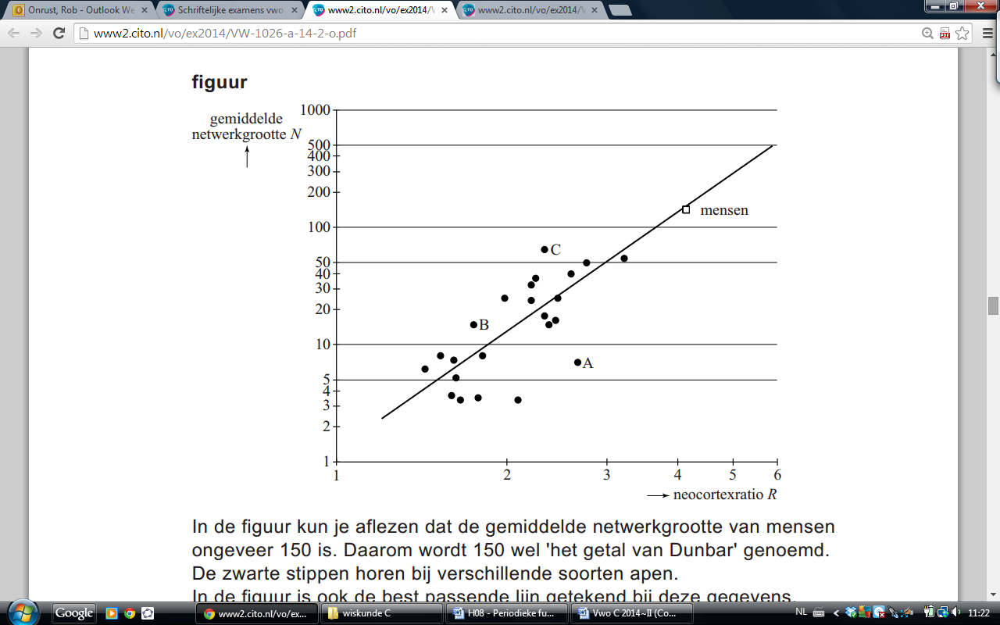 Onrust, Rob - Outlook We
Schriftelijke examens vwo
www2.cito.nl/vo/ex2014/V
www2.cito.nl/vo/ex2014/
www2.cito.nl/vo/ex2014/VW-1026-a-14-2-o.pdf
figuur
gemiddelde
netwerkgrootte N
1000
500
400
300
200
100
50
40
30
20
10
5
4
3
2
1
mensen
C
B
A
1 2 3 4 5 6
neocortexratio R
In de figuur kun je aflezen dat de gemiddelde netwerkgrootte van mensen
ongeveer 150 is. Daarom wordt 150 wel 'het getal van Dunbar' genoemd.
De zwarte stippen horen bij verschillende soorten apen.
In de figuur is ook de best passende lijn getekend bij deze gegevens.
Google
www2.cito.nl/vo/ex...
wiskunde C
H08 - Periodieke fu...
Vwo C 2014~II (Co...
NL
11:22